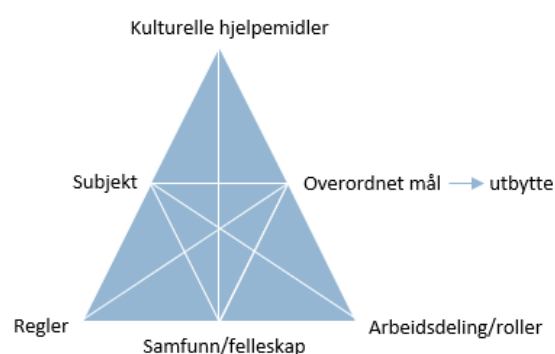 Kulturelle hjelpemidler
Subjekt
Overordnet mål
utbytte
Regler
Samfunn/felleskap
Arbeidsdeling/roller